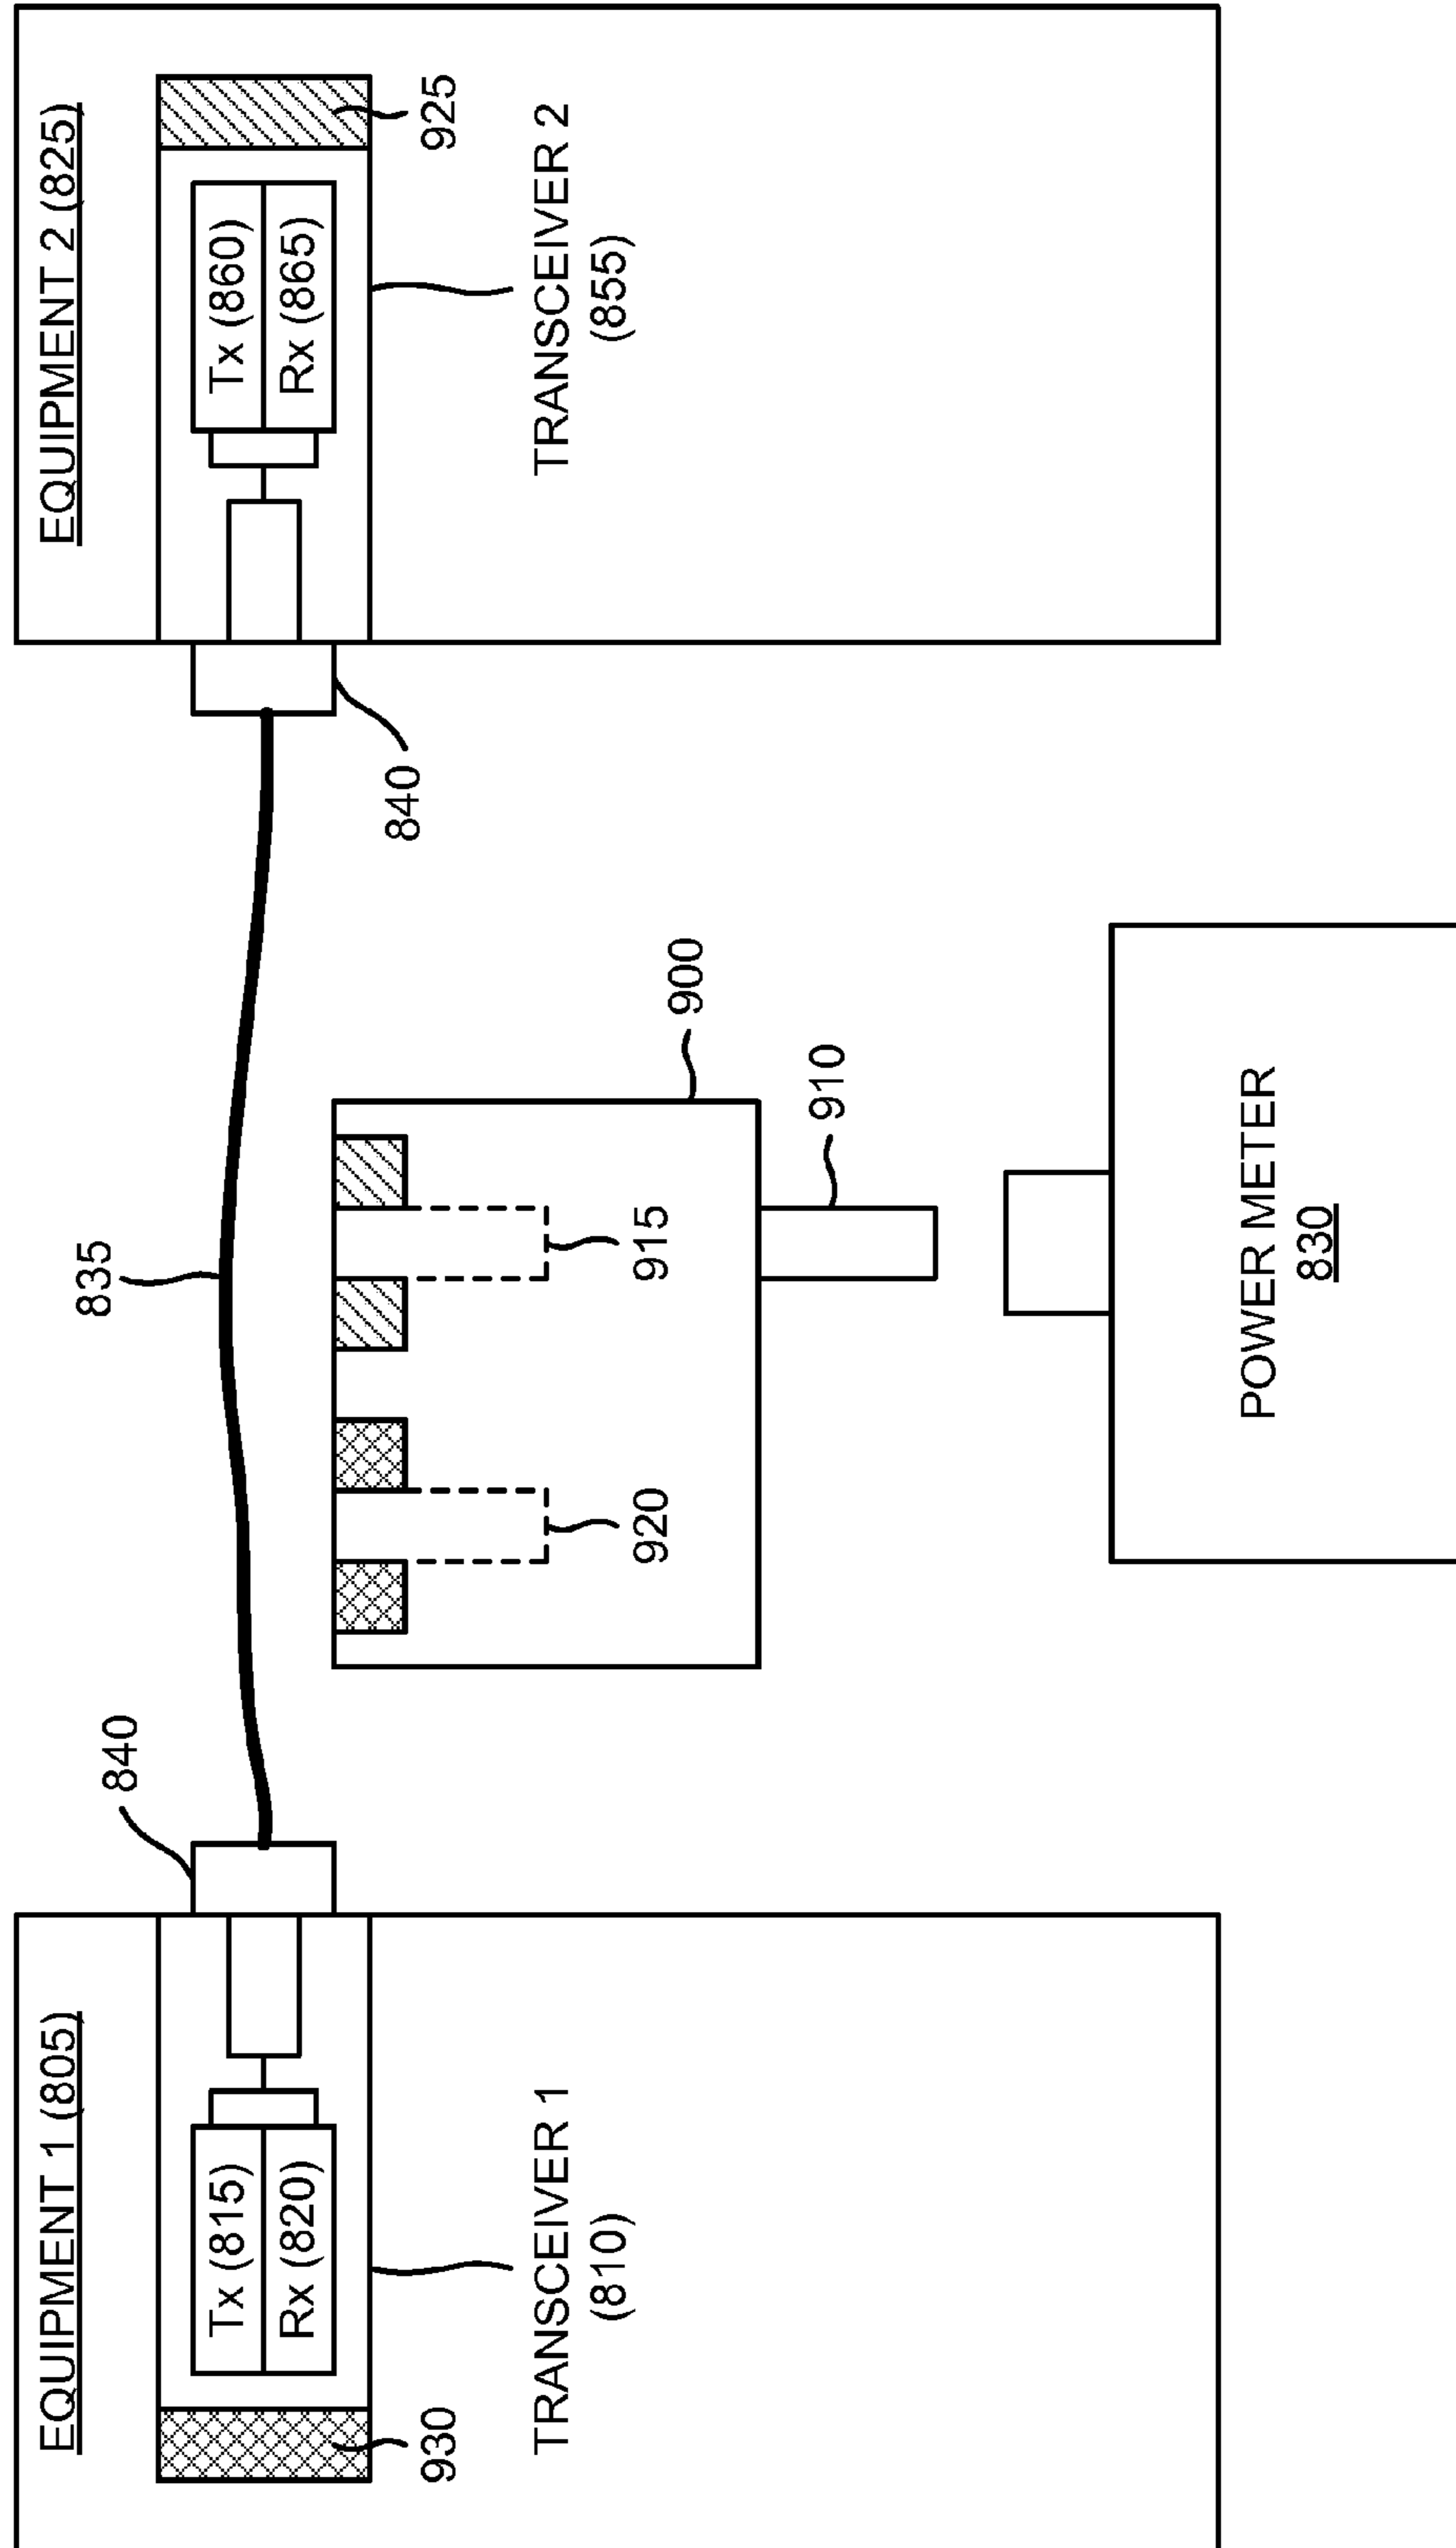 EQUIPMENT 1 (805)
Tx (815)
Rx (820)
930
TRANSCEIVER 1
(810)
840
835
920
915
900
910
POWER METER
830
EQUIPMENT 2 (825)
Tx (860)
Rx (865)
925
840
TRANSCEIVER 2
(855)